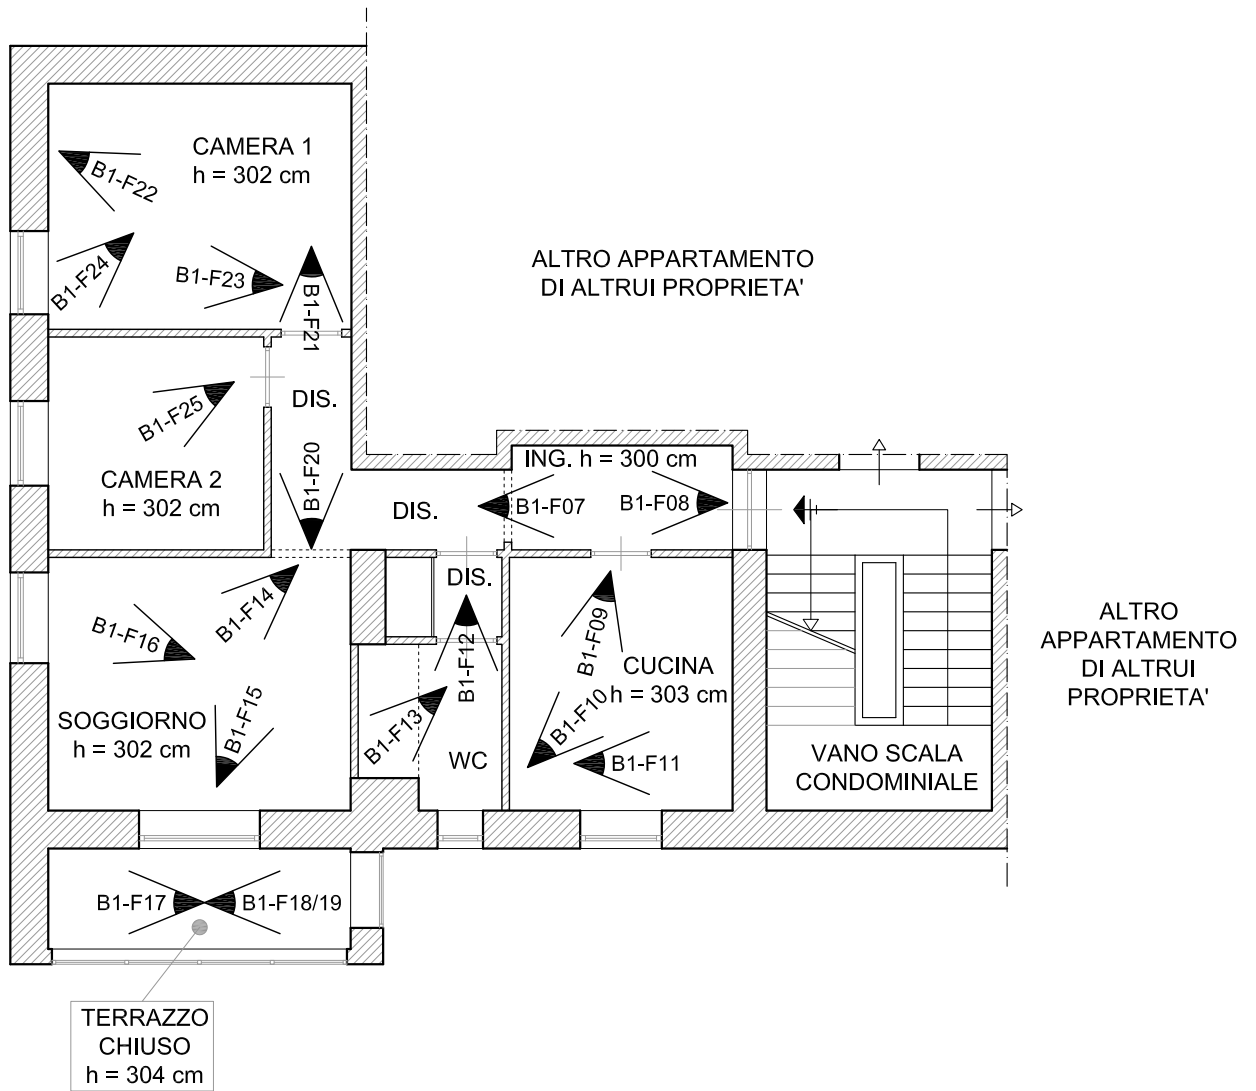 CAMERA 1
h = 302 cm
B1-F22
B1-F24
B1-F23
B1-F21
ALTRO APPARTAMENTO
DI ALTRUI PROPRIETA'
B1-F25
DIS.
CAMERA 2
h = 302 cm
B1-F20
ING. h = 300 cm
DIS.
B1-F07
B1-F08
B1-F14
B1-F16
B1-F15
SOGGIORNO
h = 302 cm
DIS.
B1-F12
B1-F13
WC
B1-F09
CUCINA
h = 303 cm
B1-F10
B1-F11
VANO SCALA
CONDOMINIALE
ALTRO
APPARTAMENTO
DI ALTRUI
PROPRIETA'
B1-F17
B1-F18/19
TERRAZZO
CHIUSO
h = 304 cm